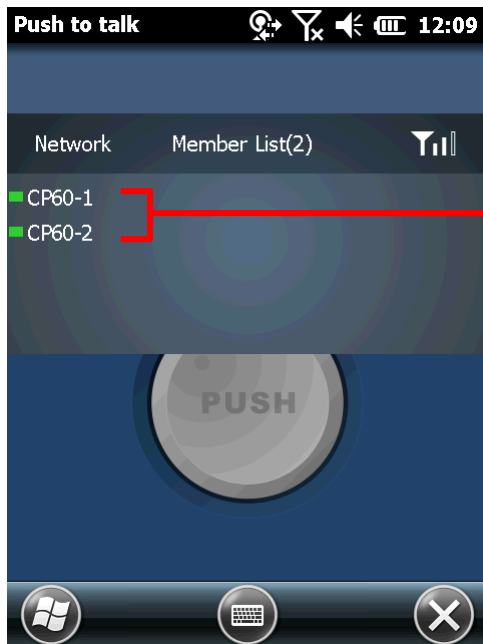 Push to talk 12:09
Network Member List(2)
CP60-1
CP60-2
PUSH